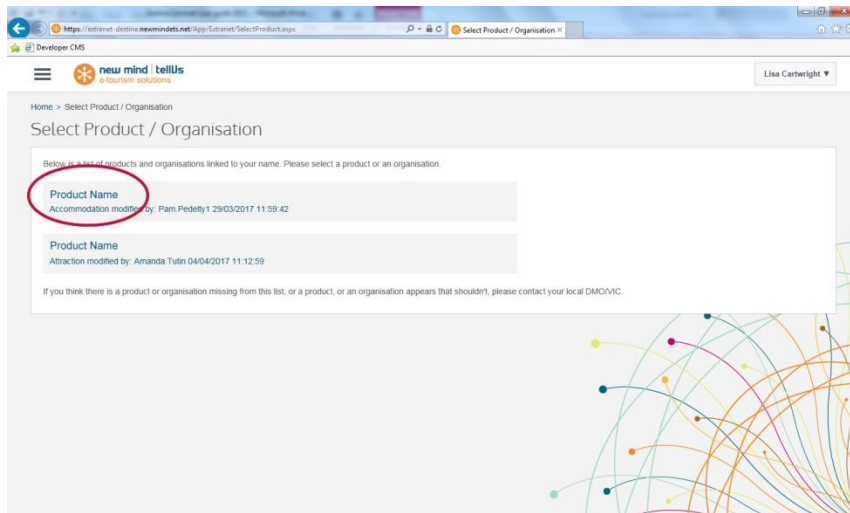 https://extranet-destine.newmindets.net/App/Extranet/SelectProduct.aspx
Select Product / Organisation
Developer CMS
new mind | tellUs
e-tourism solutions
Lisa Cartwright ▼
Home > Select Product / Organisation
Select Product / Organisation
Below is a list of products and organisations linked to your name. Please select a product or an organisation.
Product Name
Accommodation modified by: Pam.Pedelty1 29/03/2017 11:59:42
Product Name
Attraction modified by: Amanda.Tutin 04/04/2017 11:12:59
If you think there is a product or organisation missing from this list, or a product, or an organisation appears that shouldn't, please contact your local DMO/VIC.